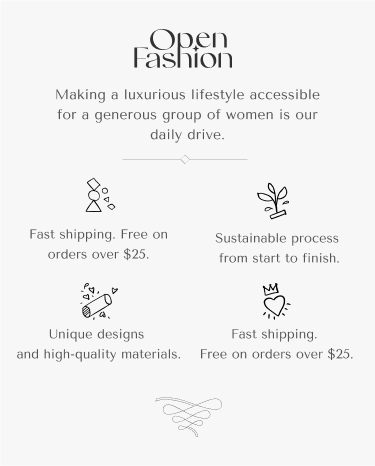 Open
Fashion
Making a luxurious lifestyle accessible
for a generous group of women is our
daily drive.
Fast shipping. Free on
orders over $25.
Sustainable process
from start to finish.
Unique designs
and high-quality materials.
Fast shipping.
Free on orders over $25.